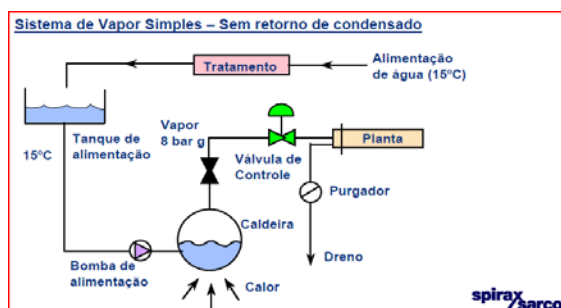 Sistema de Vapor Simples – Sem retorno de condensado
Tratamento
Alimentação
de água (15ºC)
Vapor
8 bar g
Tanque de
alimentação
15ºC
Válvula de
Controle
Planta
Purgador
Caldeira
Bomba de
alimentação
Calor
Dreno
spirax
sarco